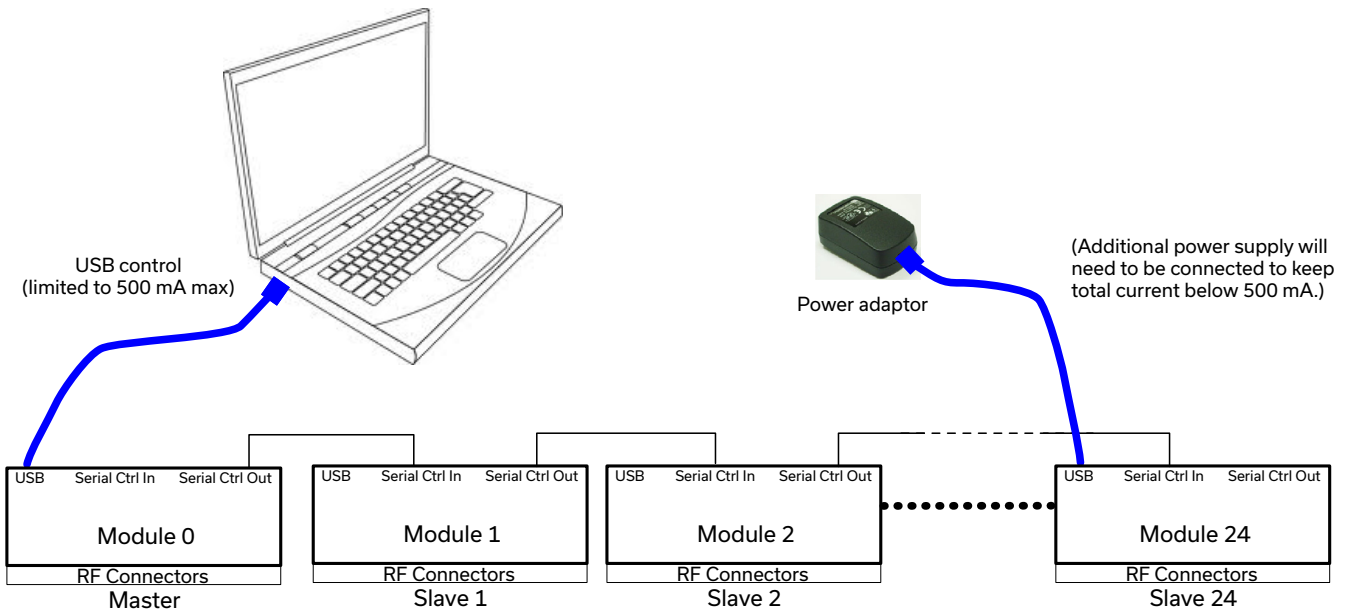 USB control
(limited to 500 mA max)
Power adaptor
(Additional power supply will
need to be connected to keep
total current below 500 mA.)
USB Serial Ctrl In Serial Ctrl Out
Module 0
RF Connectors
Master
USB Serial Ctrl In Serial Ctrl Out
Module 1
RF Connectors
Slave 1
USB Serial Ctrl In Serial Ctrl Out
Module 2
RF Connectors
Slave 2
USB Serial Ctrl In Serial Ctrl Out
Module 24
RF Connectors
Slave 24